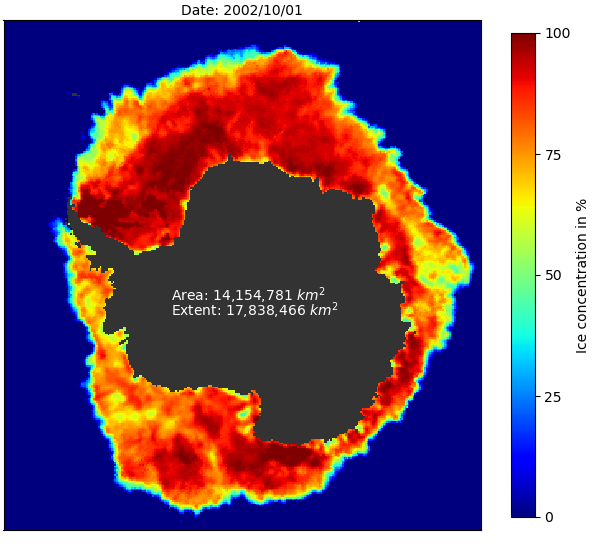 Date: 2002/10/01
Area: 14,154,781 km²
Extent: 17,838,466 km²
100
75
50
25
0
Ice concentration in %